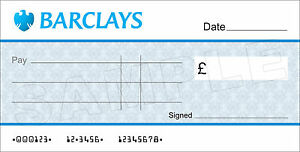 BARCLAYS
Date
Pay
£
SAMPLE
Signed
⑈000123⑈ 12⑉3456⑆ 12345678⑈